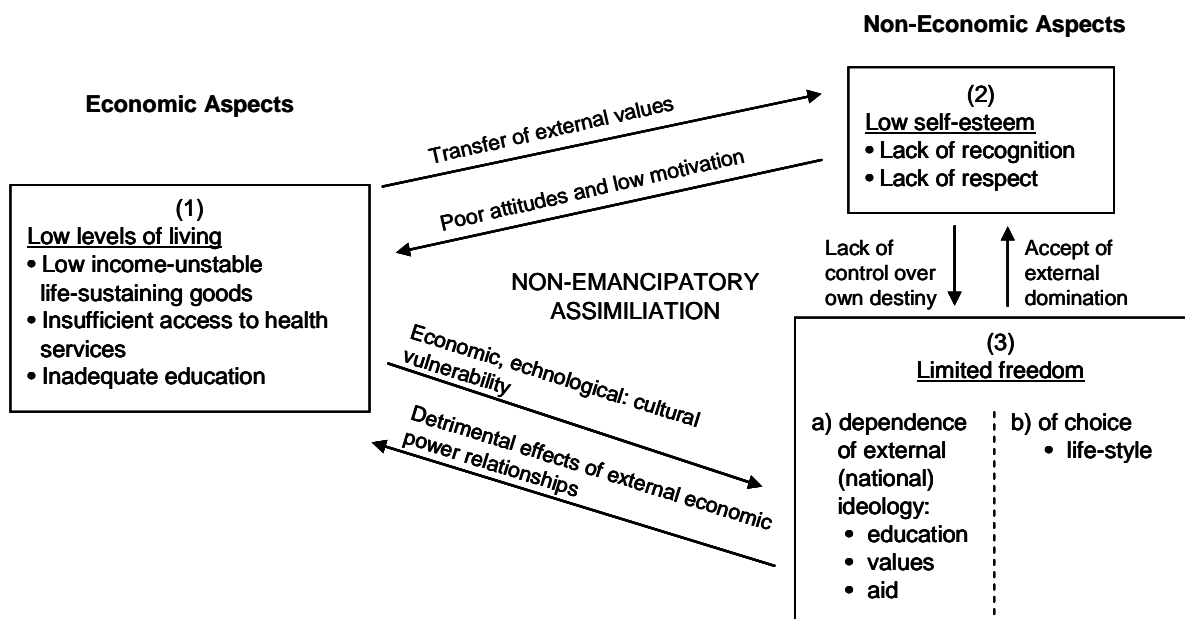 Non-Economic Aspects
Economic Aspects
(1)
Low levels of living
• Low income-unstable
life-sustaining goods
• Insufficient access to health
services
• Inadequate education
Transfer of external values
Poor attitudes and low motivation
(2)
Low self-esteem
• Lack of recognition
• Lack of respect
NON-EMANCIPATORY
ASSIMILIATION
Lack of
control over
own destiny
Accept of
external
domination
Economic, echnological: cultural
vulnerability
Detrimental effects of external economic
power relationships
(3)
Limited freedom
a) dependence
of external
(national)
ideology:
• education
• values
• aid
b) of choice
• life-style